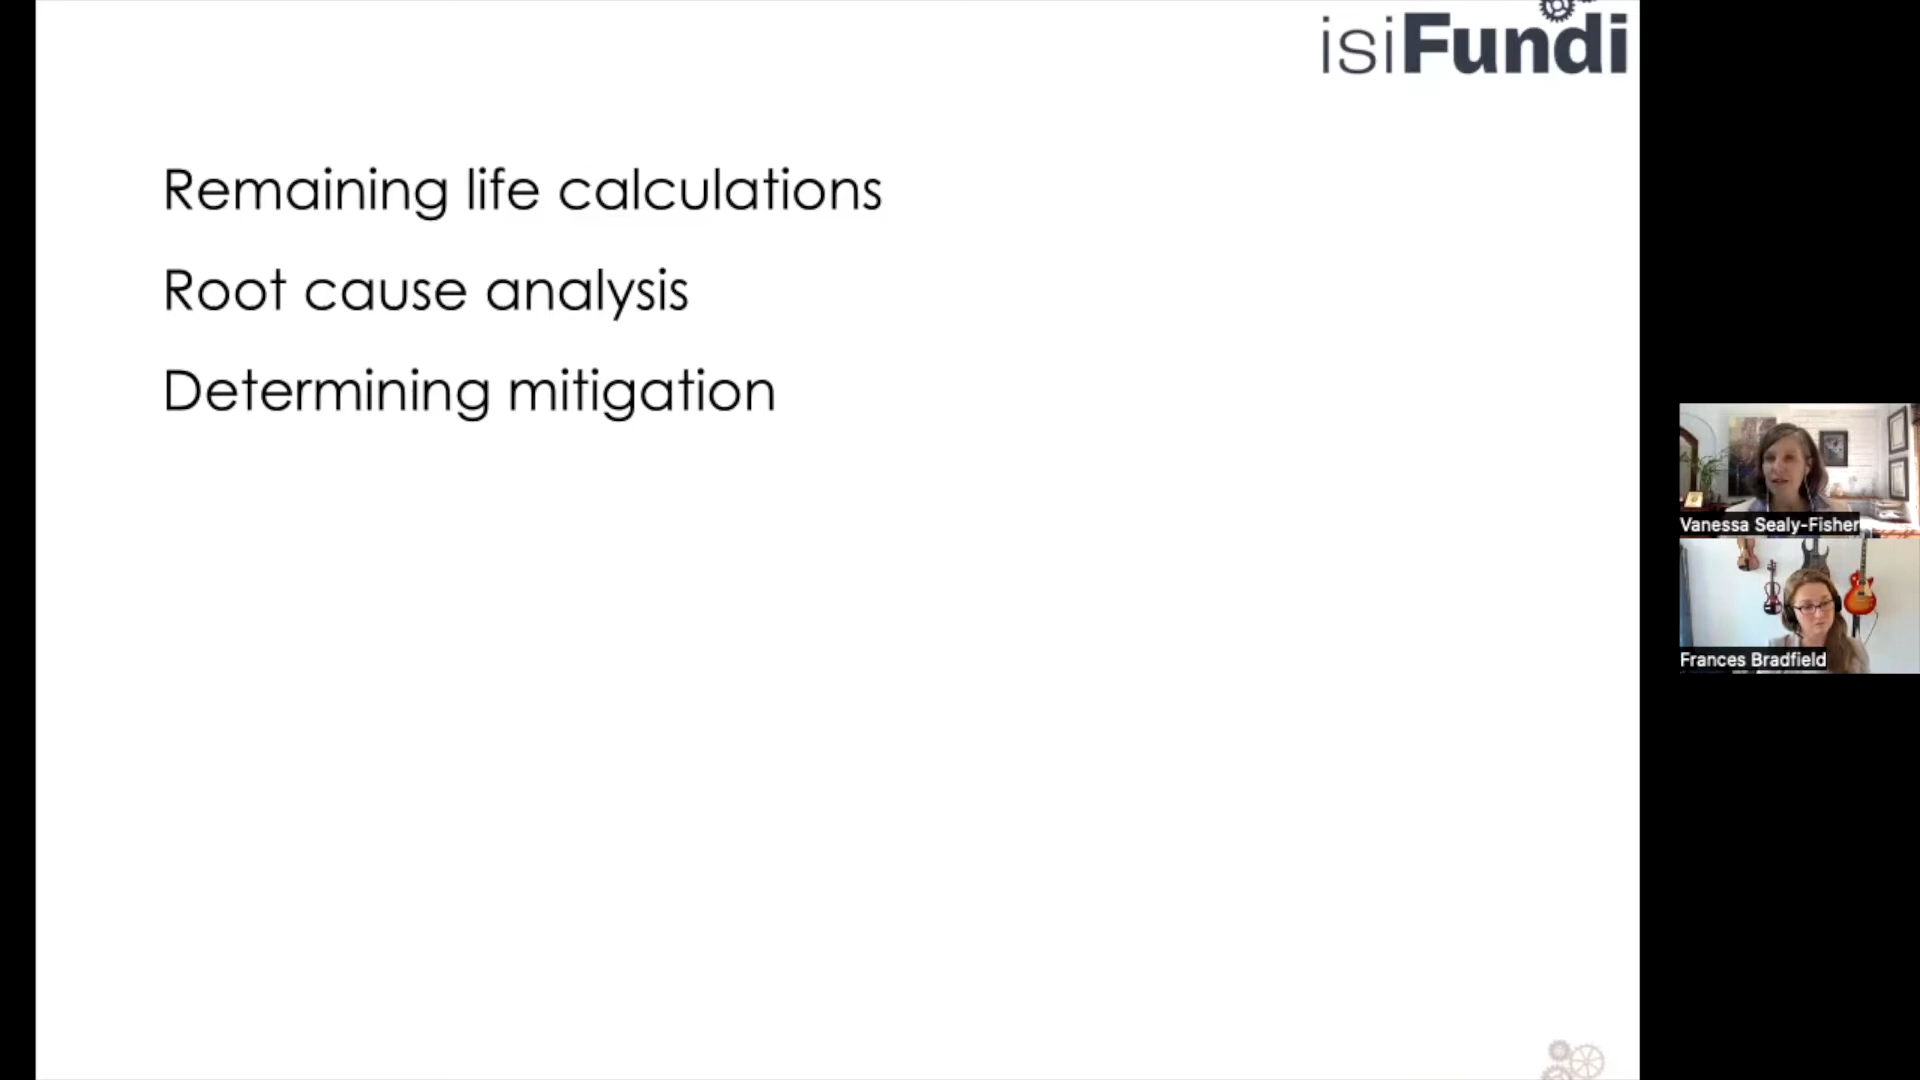 isiFundi
Remaining life calculations
Root cause analysis
Determining mitigation
Vanessa Sealy-Fisher
Frances Bradfield